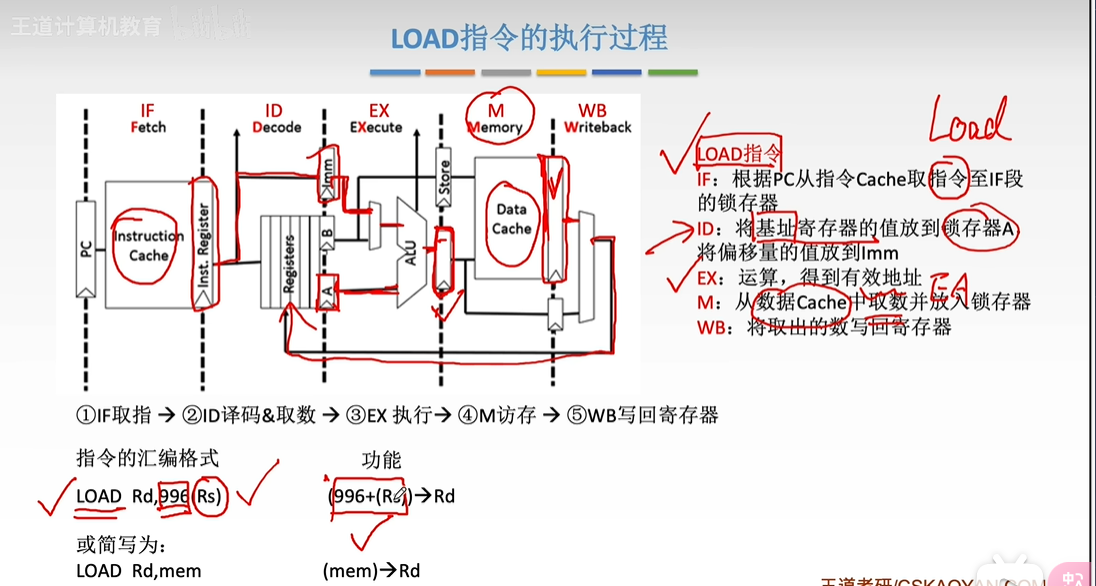 王道计算机教育
LOAD指令的执行过程
IF
Fetch
ID
Decode
EX
EXecute
M
Memory
WB
Writeback
PC
Instruction
Cache
Inst. Register
Registers
Imm
B
A
ALU
Store
Data
Cache
Load
LOAD指令
IF：根据PC从指令Cache取指令至IF段
的锁存器
ID：将基址寄存器的值放到锁存器A，
将偏移量的值放到Imm
EX：运算，得到有效地址
EA
M：从数据Cache中取数并放入锁存器
WB：将取出的数写回寄存器
①IF取指 → ②ID译码&取数 → ③EX 执行→ ④M访存 → ⑤WB写回寄存器
指令的汇编格式
功能
LOAD Rd,996(Rs)
(996+(Rs))→Rd
或简写为：
LOAD Rd,mem
(mem)→Rd